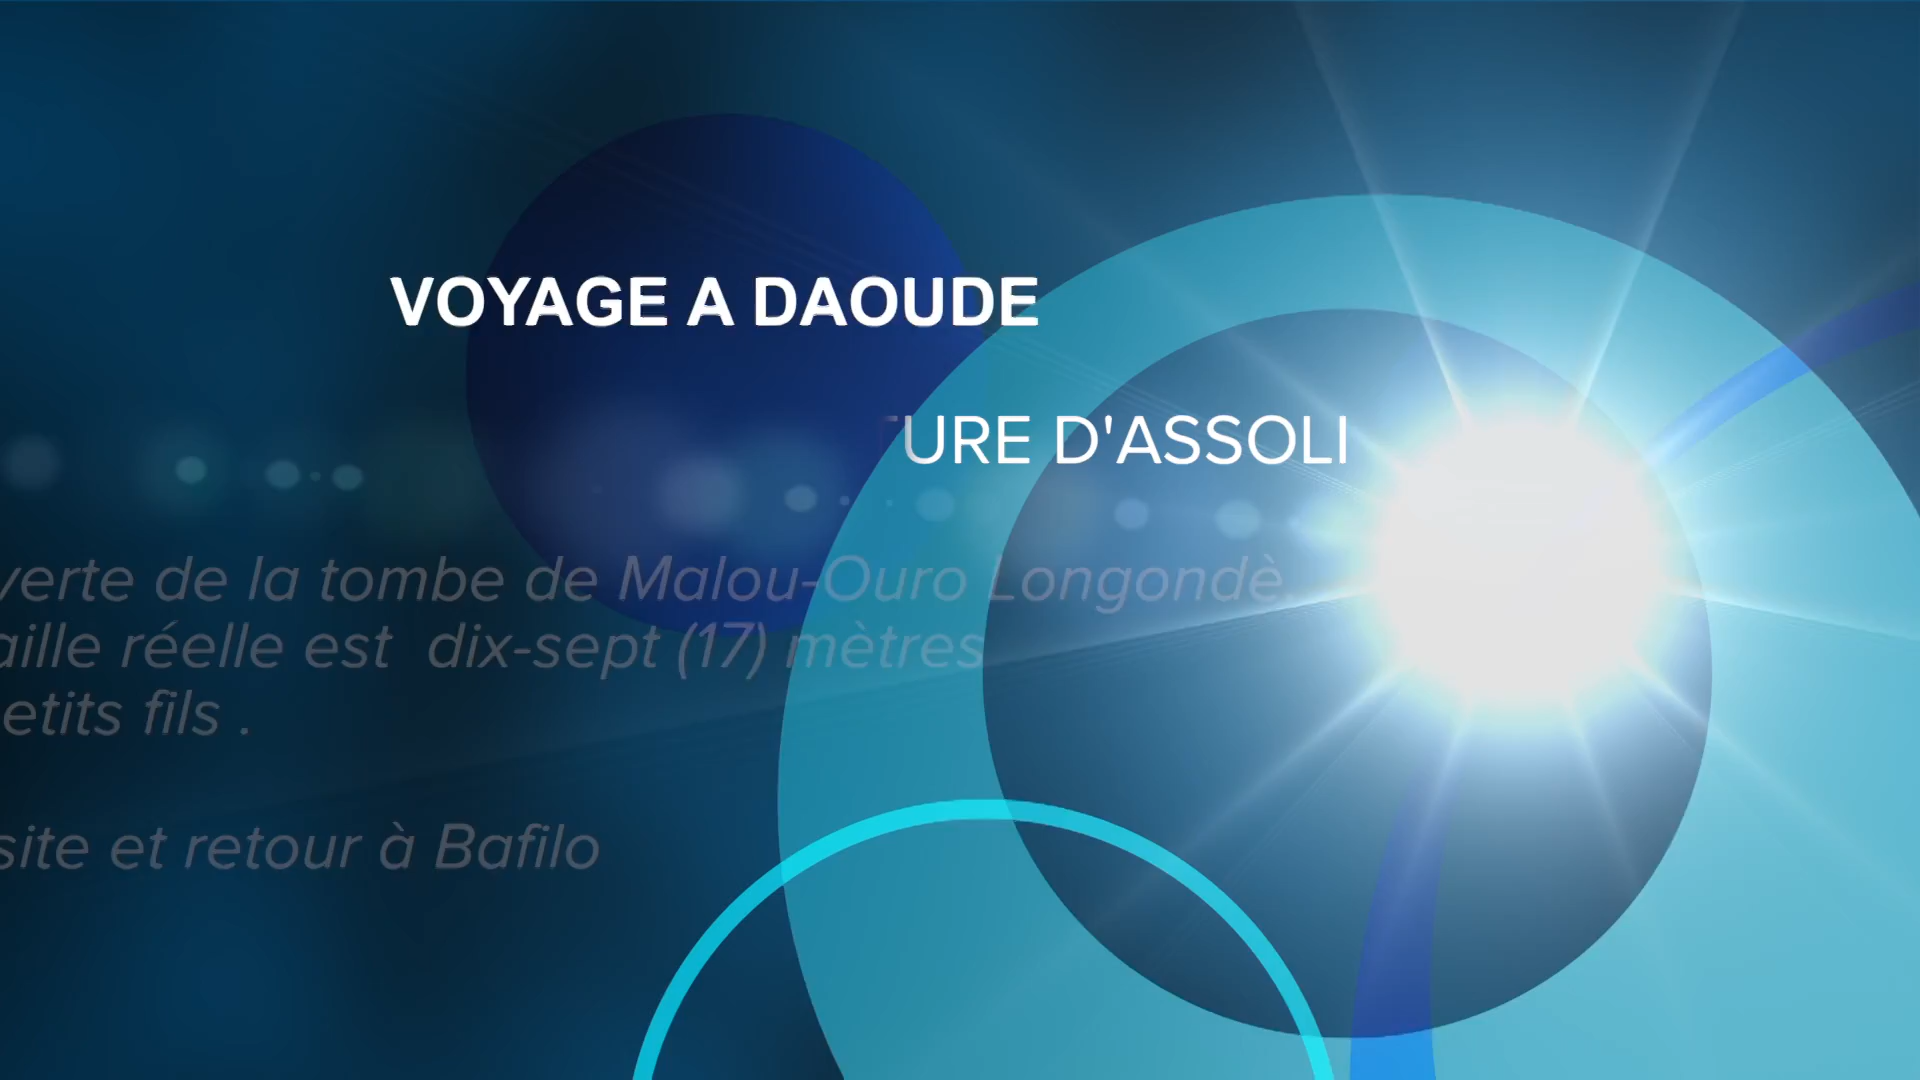 VOYAGE A DAOUDE
URE D'ASSOLI
verte de la tombe de Malou-Ouro Longondè.
aille réelle est dix-sept (17) mètres
etits fils .
site et retour à Bafilo